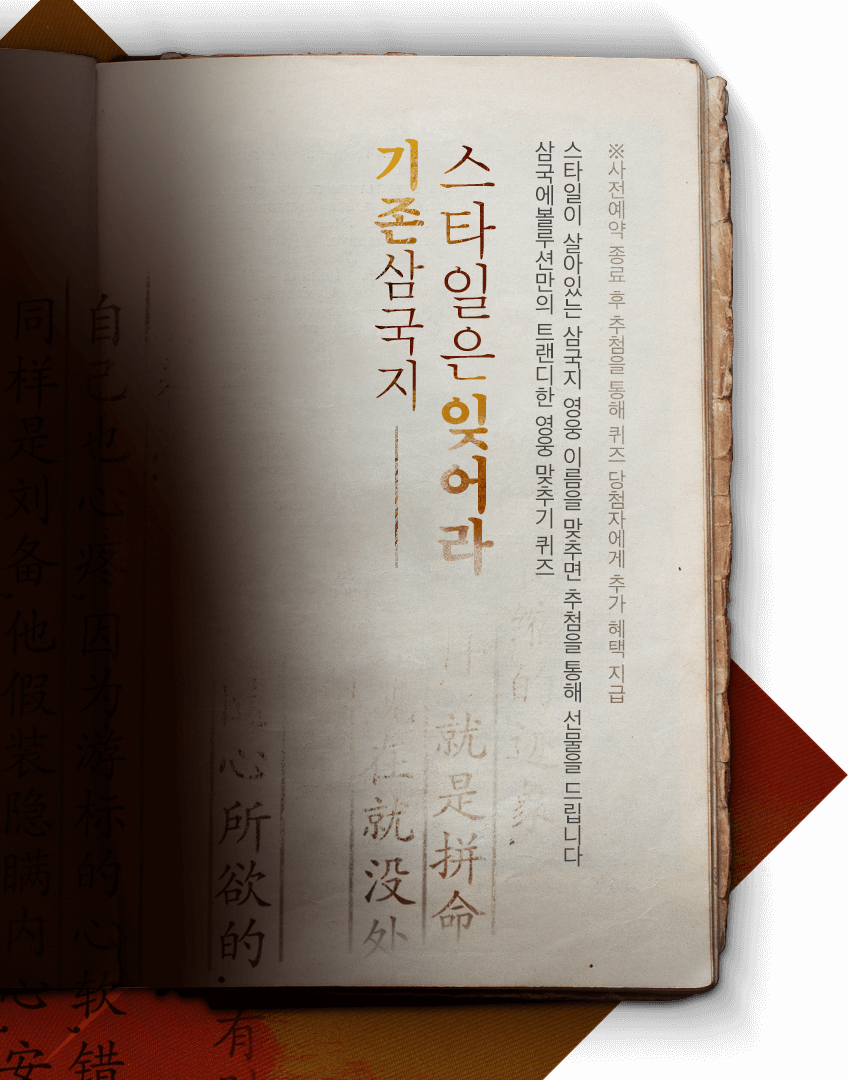 기존삼국지
스타일은 잊어라
삼국에볼루션만의 트랜디한 영웅 맞추기 퀴즈
스타일이 살아있는 삼국지 영웅 이름을 맞추면 추첨을 통해 선물을 드립니다
※사전예약 종료 후 추첨을 통해 퀴즈 당첨자에게 추가 혜택 지급
同样是刘备他假装隐瞒内心安
自己也心疼因为游标的心软错
随心所欲的有
在就没处
就是拼命
的迹象